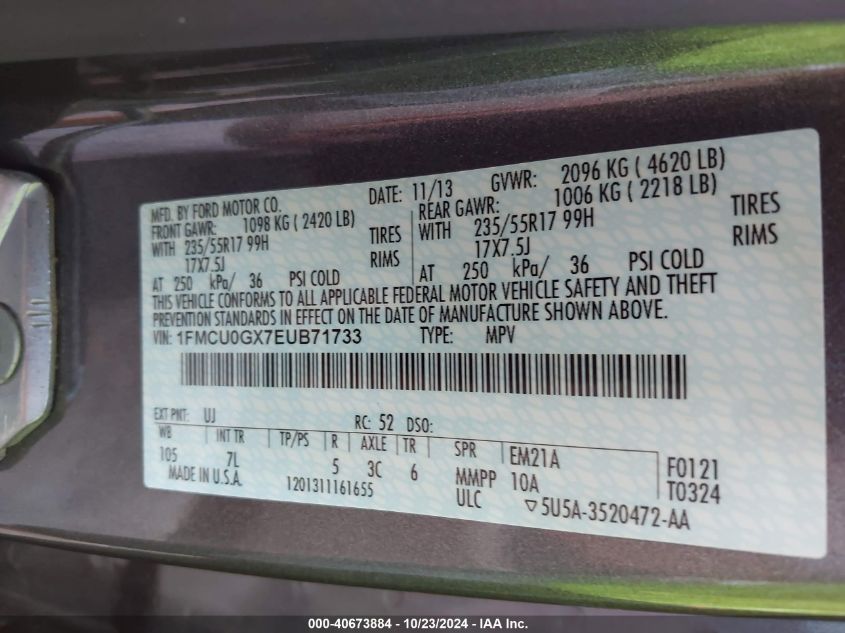 MFD. BY FORD MOTOR CO. DATE: 11/13 GVWR: 2096 KG ( 4620 LB)
FRONT GAWR: 1098 KG ( 2420 LB) REAR GAWR: 1006 KG ( 2218 LB)
WITH 235/55R17 99H TIRES WITH 235/55R17 99H TIRES
17X7.5J RIMS 17X7.5J RIMS
AT 250 kPa/ 36 PSI COLD AT 250 kPa/ 36 PSI COLD
THIS VEHICLE CONFORMS TO ALL APPLICABLE FEDERAL MOTOR VEHICLE SAFETY AND THEFT
PREVENTION STANDARDS IN EFFECT ON THE DATE OF MANUFACTURE SHOWN ABOVE.
VIN: 1FMCU0GX7EUB71733 TYPE: MPV
EXT PNT: UJ RC: 52 DSO:
WB INT TR TP/PS R AXLE TR SPR EM21A F0121
105 7L 5 3C 6 MMPP 10A T0324
MADE IN U.S.A. 1201311161655 ULC ▽5U5A-3520472-AA
000-40673884 - 10/23/2024 - IAA Inc.